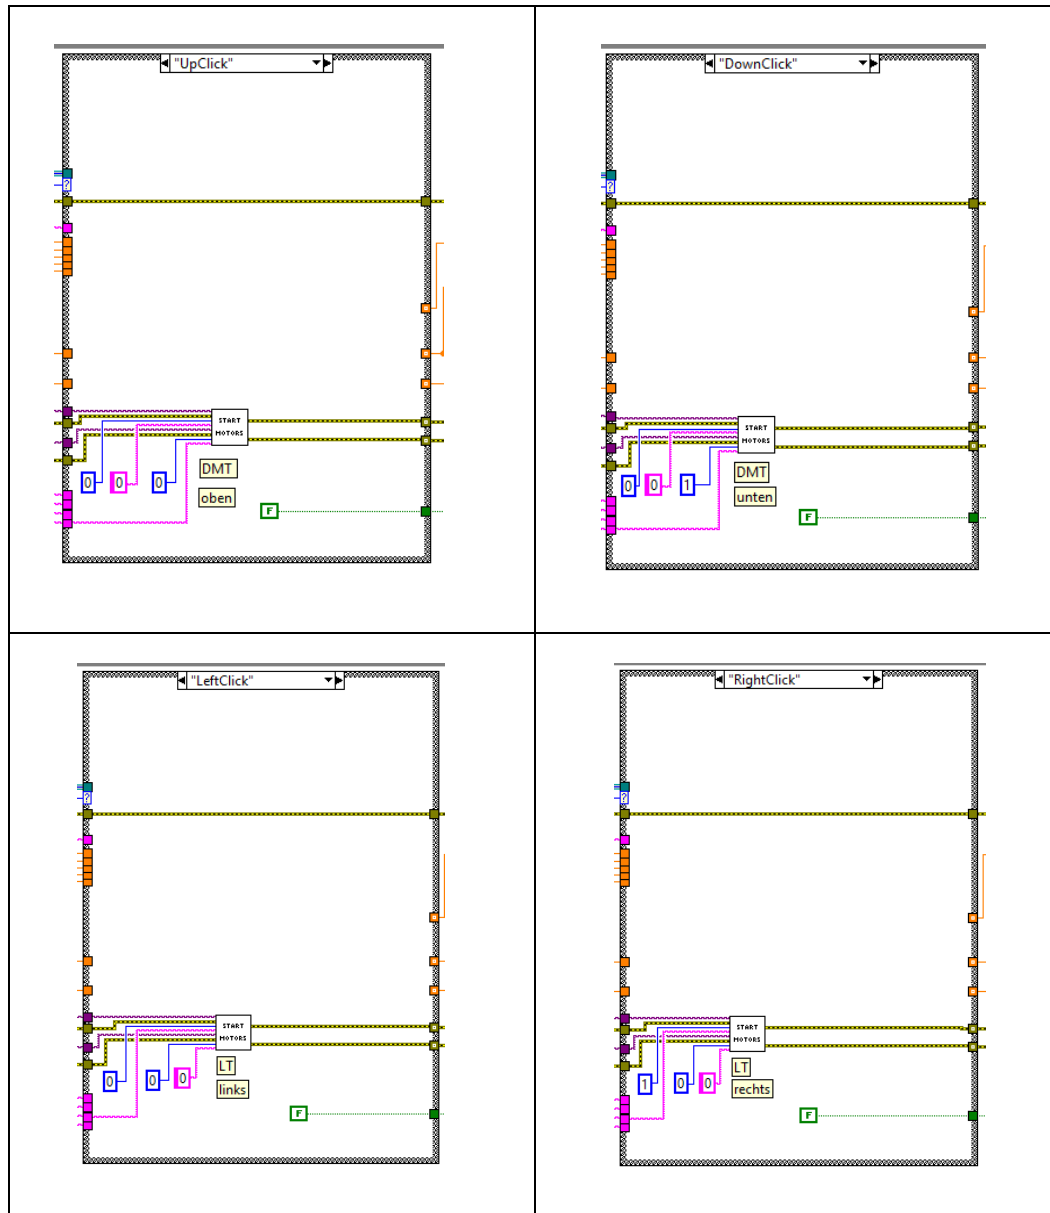 "UpClick"
?
START
MOTORS
0
0
0
DMT
oben
F
"DownClick"
?
START
MOTORS
0
0
1
DMT
unten
F
"LeftClick"
?
START
MOTORS
0
0
0
LT
links
F
"RightClick"
?
START
MOTORS
1
0
0
LT
rechts
F